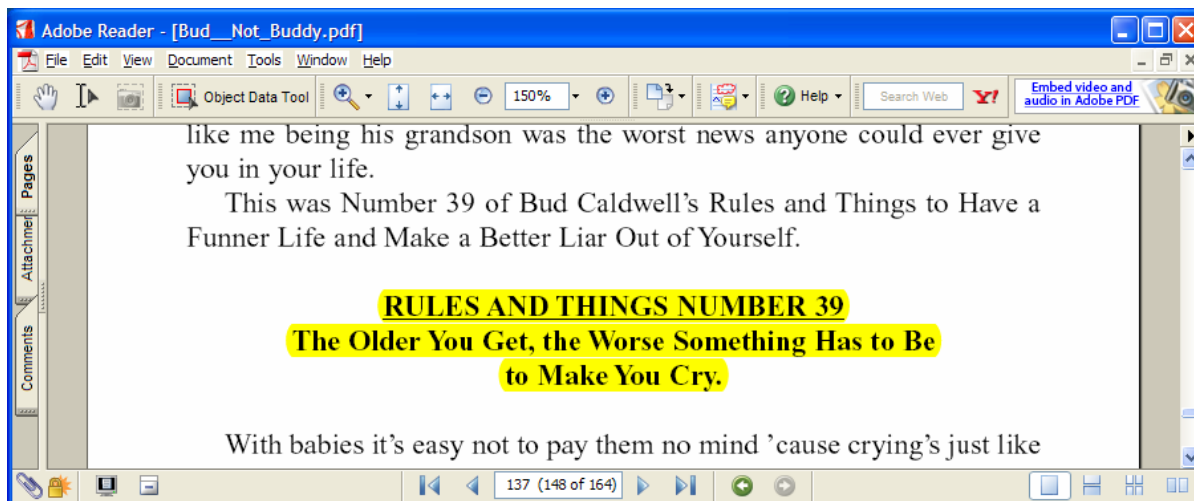 Adobe Reader - [Bud__Not_Buddy.pdf]
File Edit View Document Tools Window Help
Object Data Tool 150% Help Search Web Y! Embed video and
audio in Adobe PDF
Pages
Attachmen
Comments
like me being his grandson was the worst news anyone could ever give
you in your life.
This was Number 39 of Bud Caldwell's Rules and Things to Have a
Funner Life and Make a Better Liar Out of Yourself.
RULES AND THINGS NUMBER 39
The Older You Get, the Worse Something Has to Be
to Make You Cry.
With babies it's easy not to pay them no mind 'cause crying's just like
137 (148 of 164)